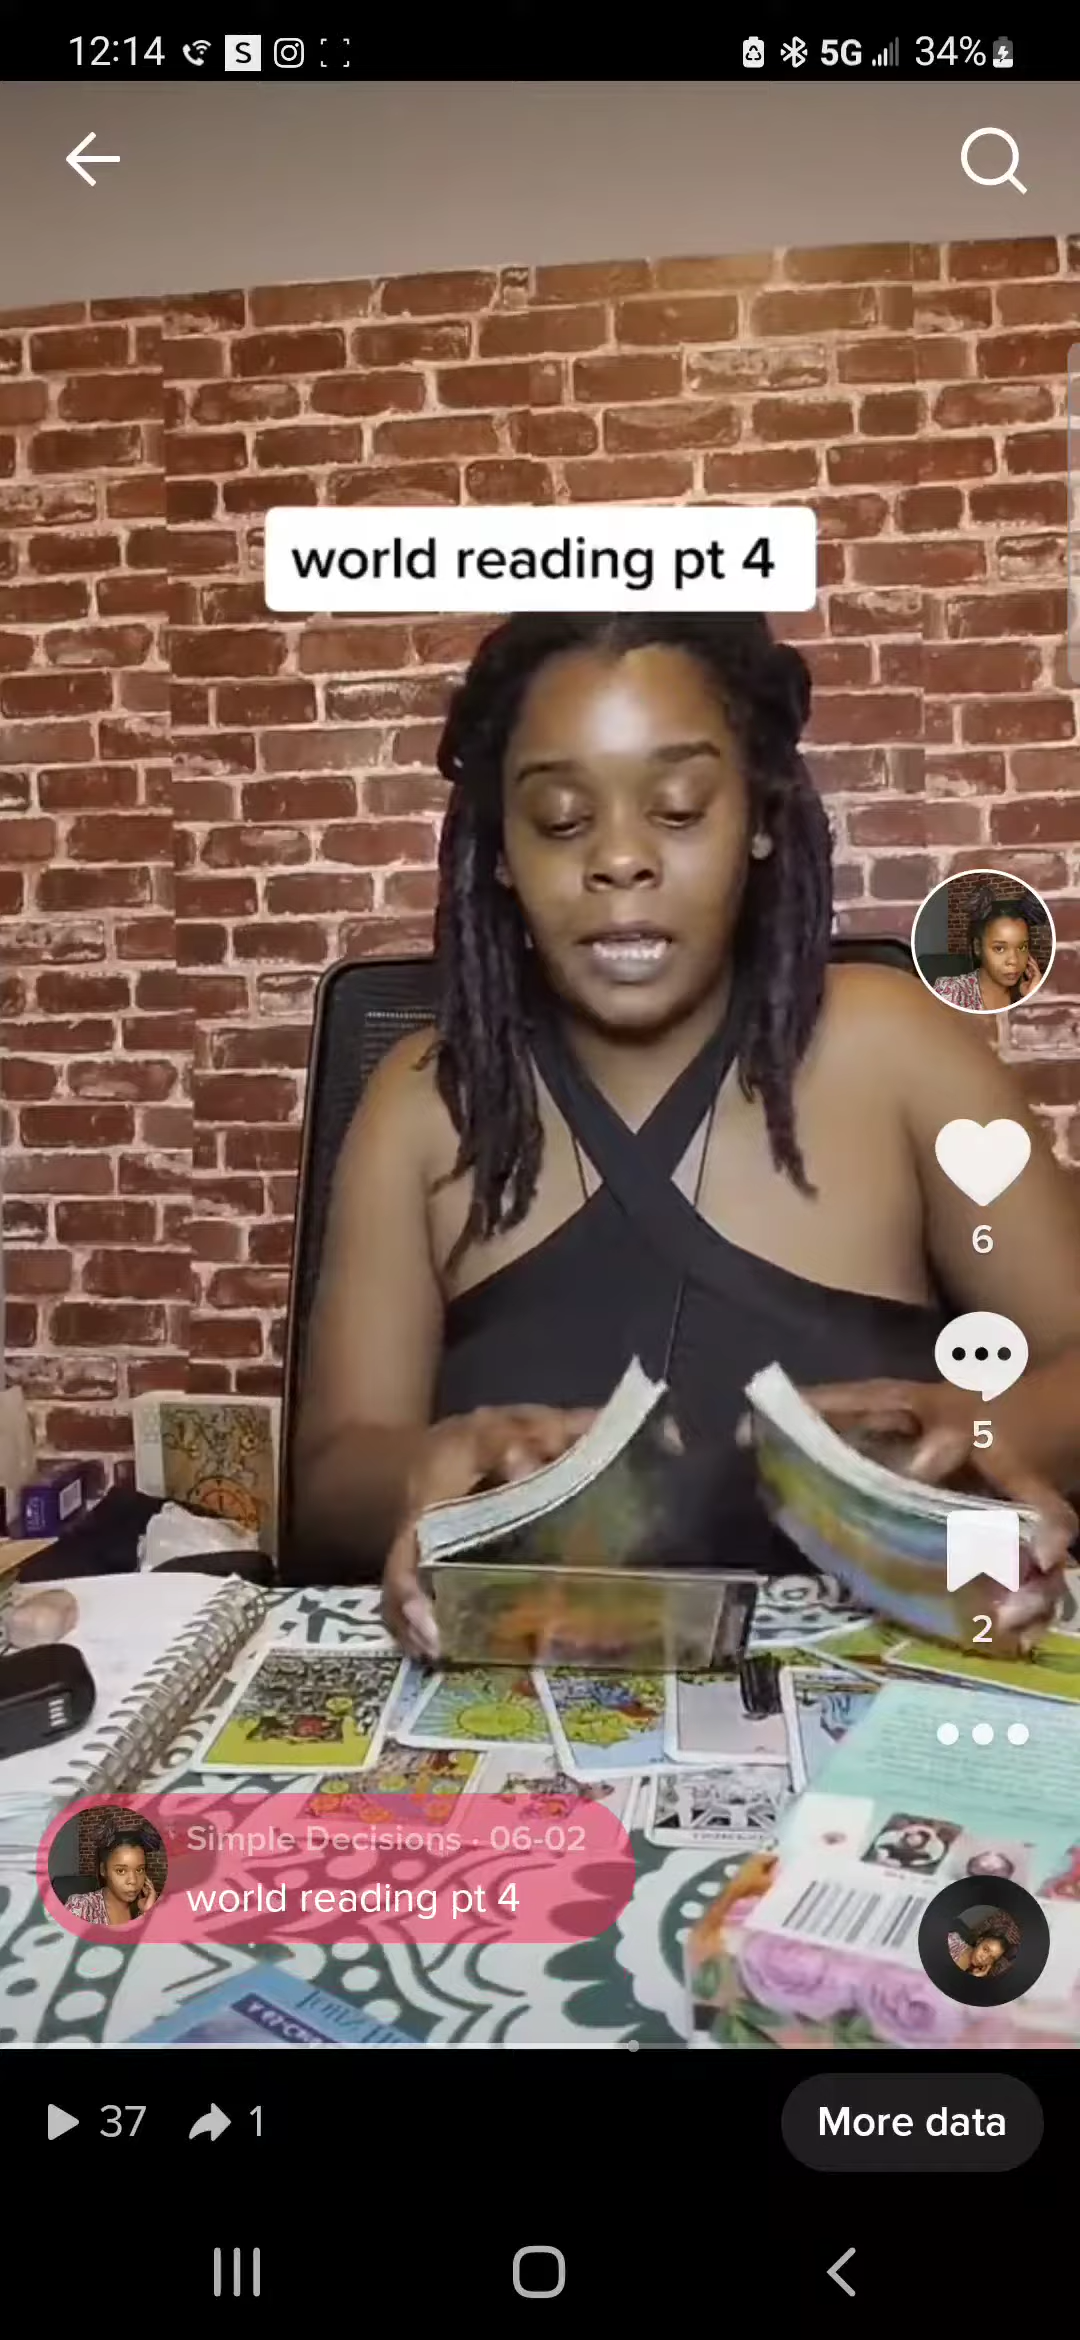 12:14 S 5G 34%
world reading pt 4
6
5
2
Simple Decisions · 06-02
world reading pt 4
37 1
More data